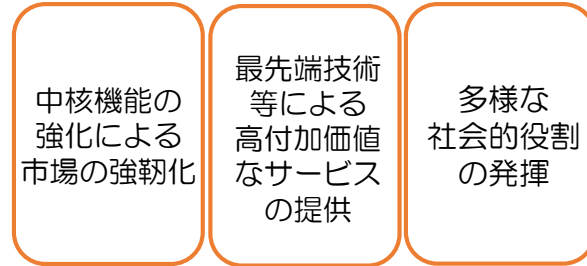 中核機能の
強化による
市場の強靭化
最先端技術
等による
高付加価値
なサービス
の提供
多様な
社会的役割
の発揮